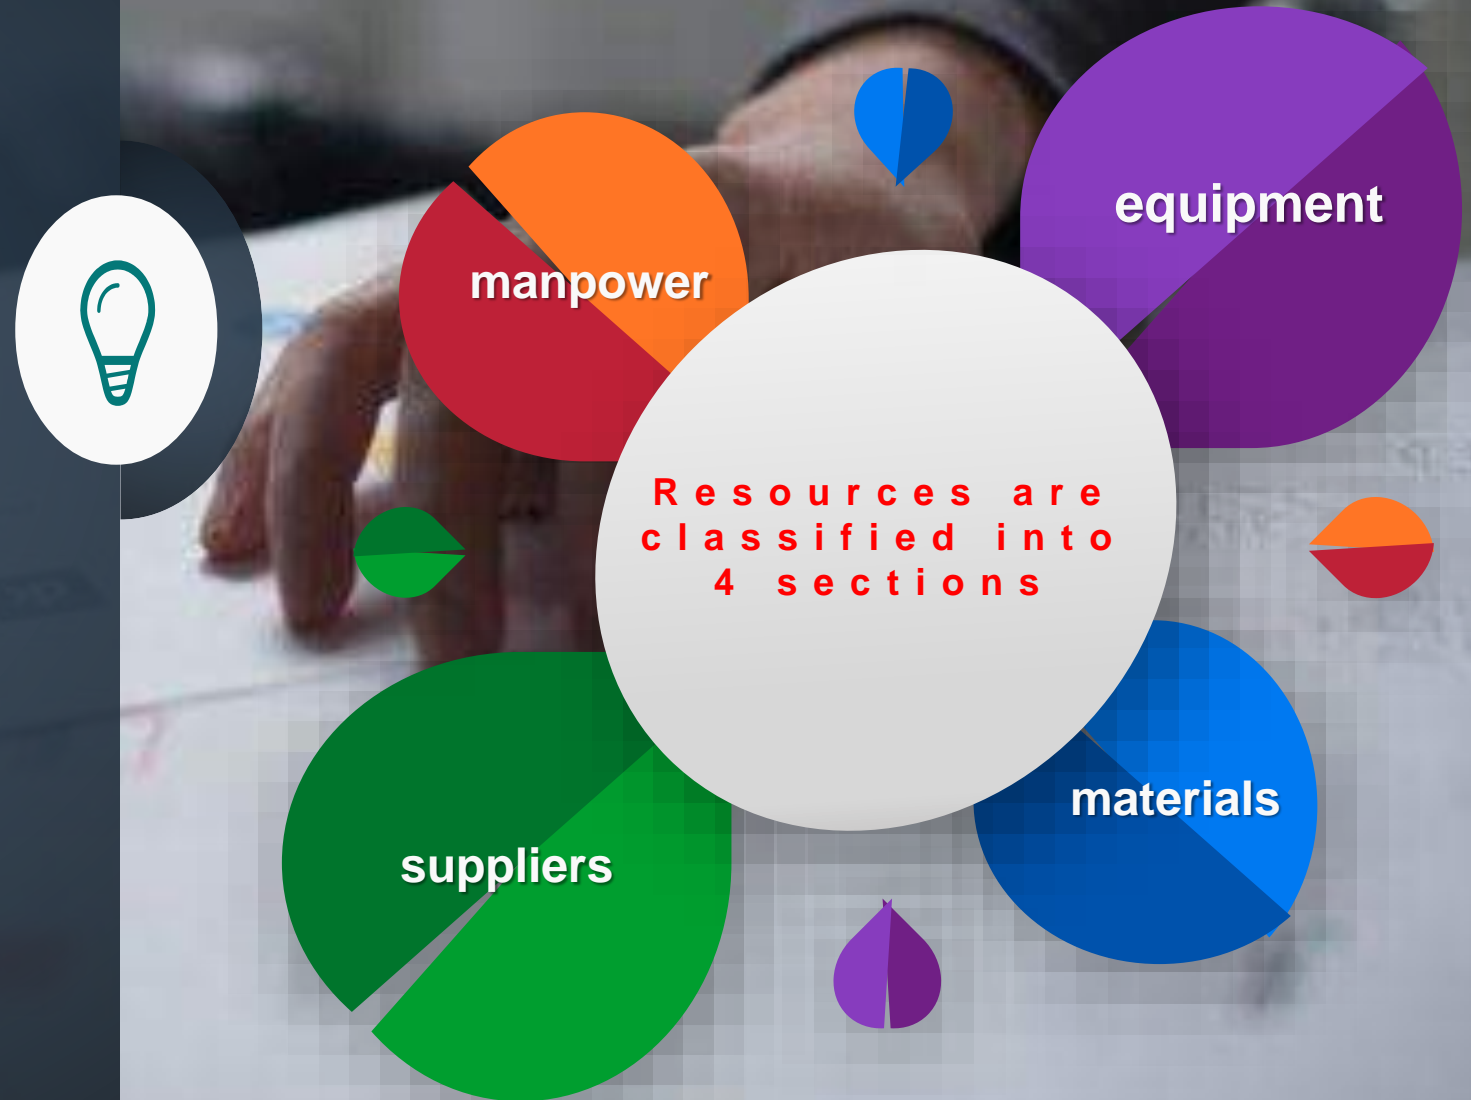 equipment
manpower
Resources are
classified into
4 sections
materials
suppliers